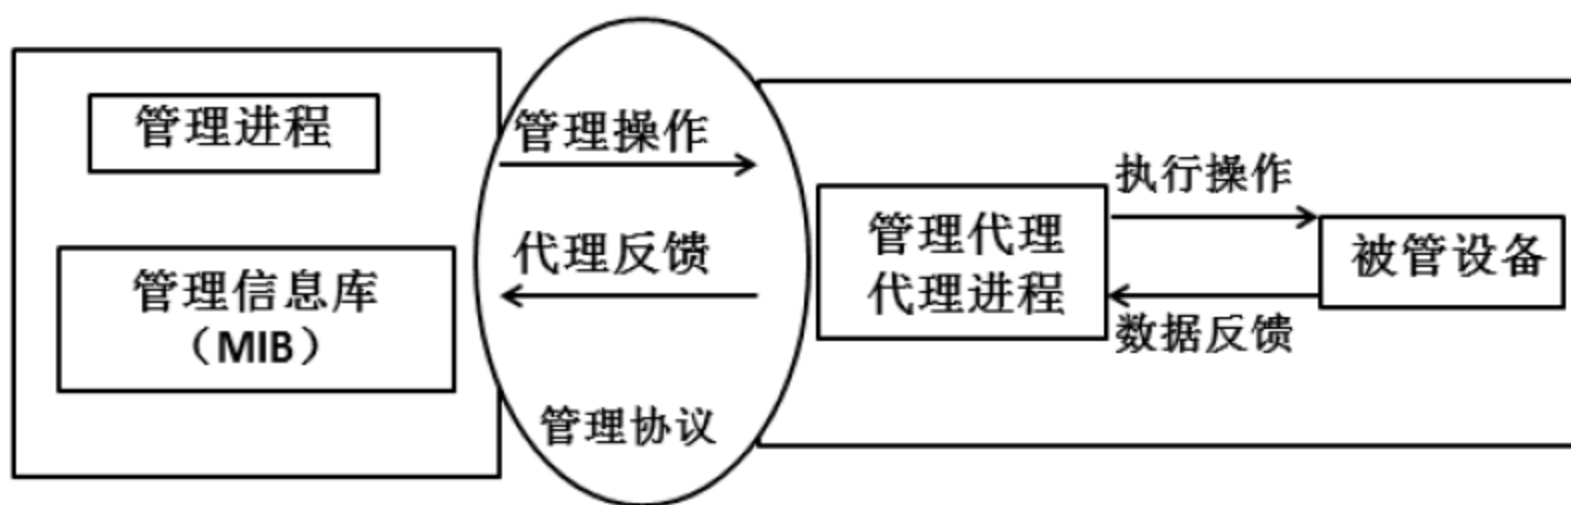 管理进程
管理信息库
（MIB）
管理操作
代理反馈
管理协议
管理代理
代理进程
执行操作
数据反馈
被管设备